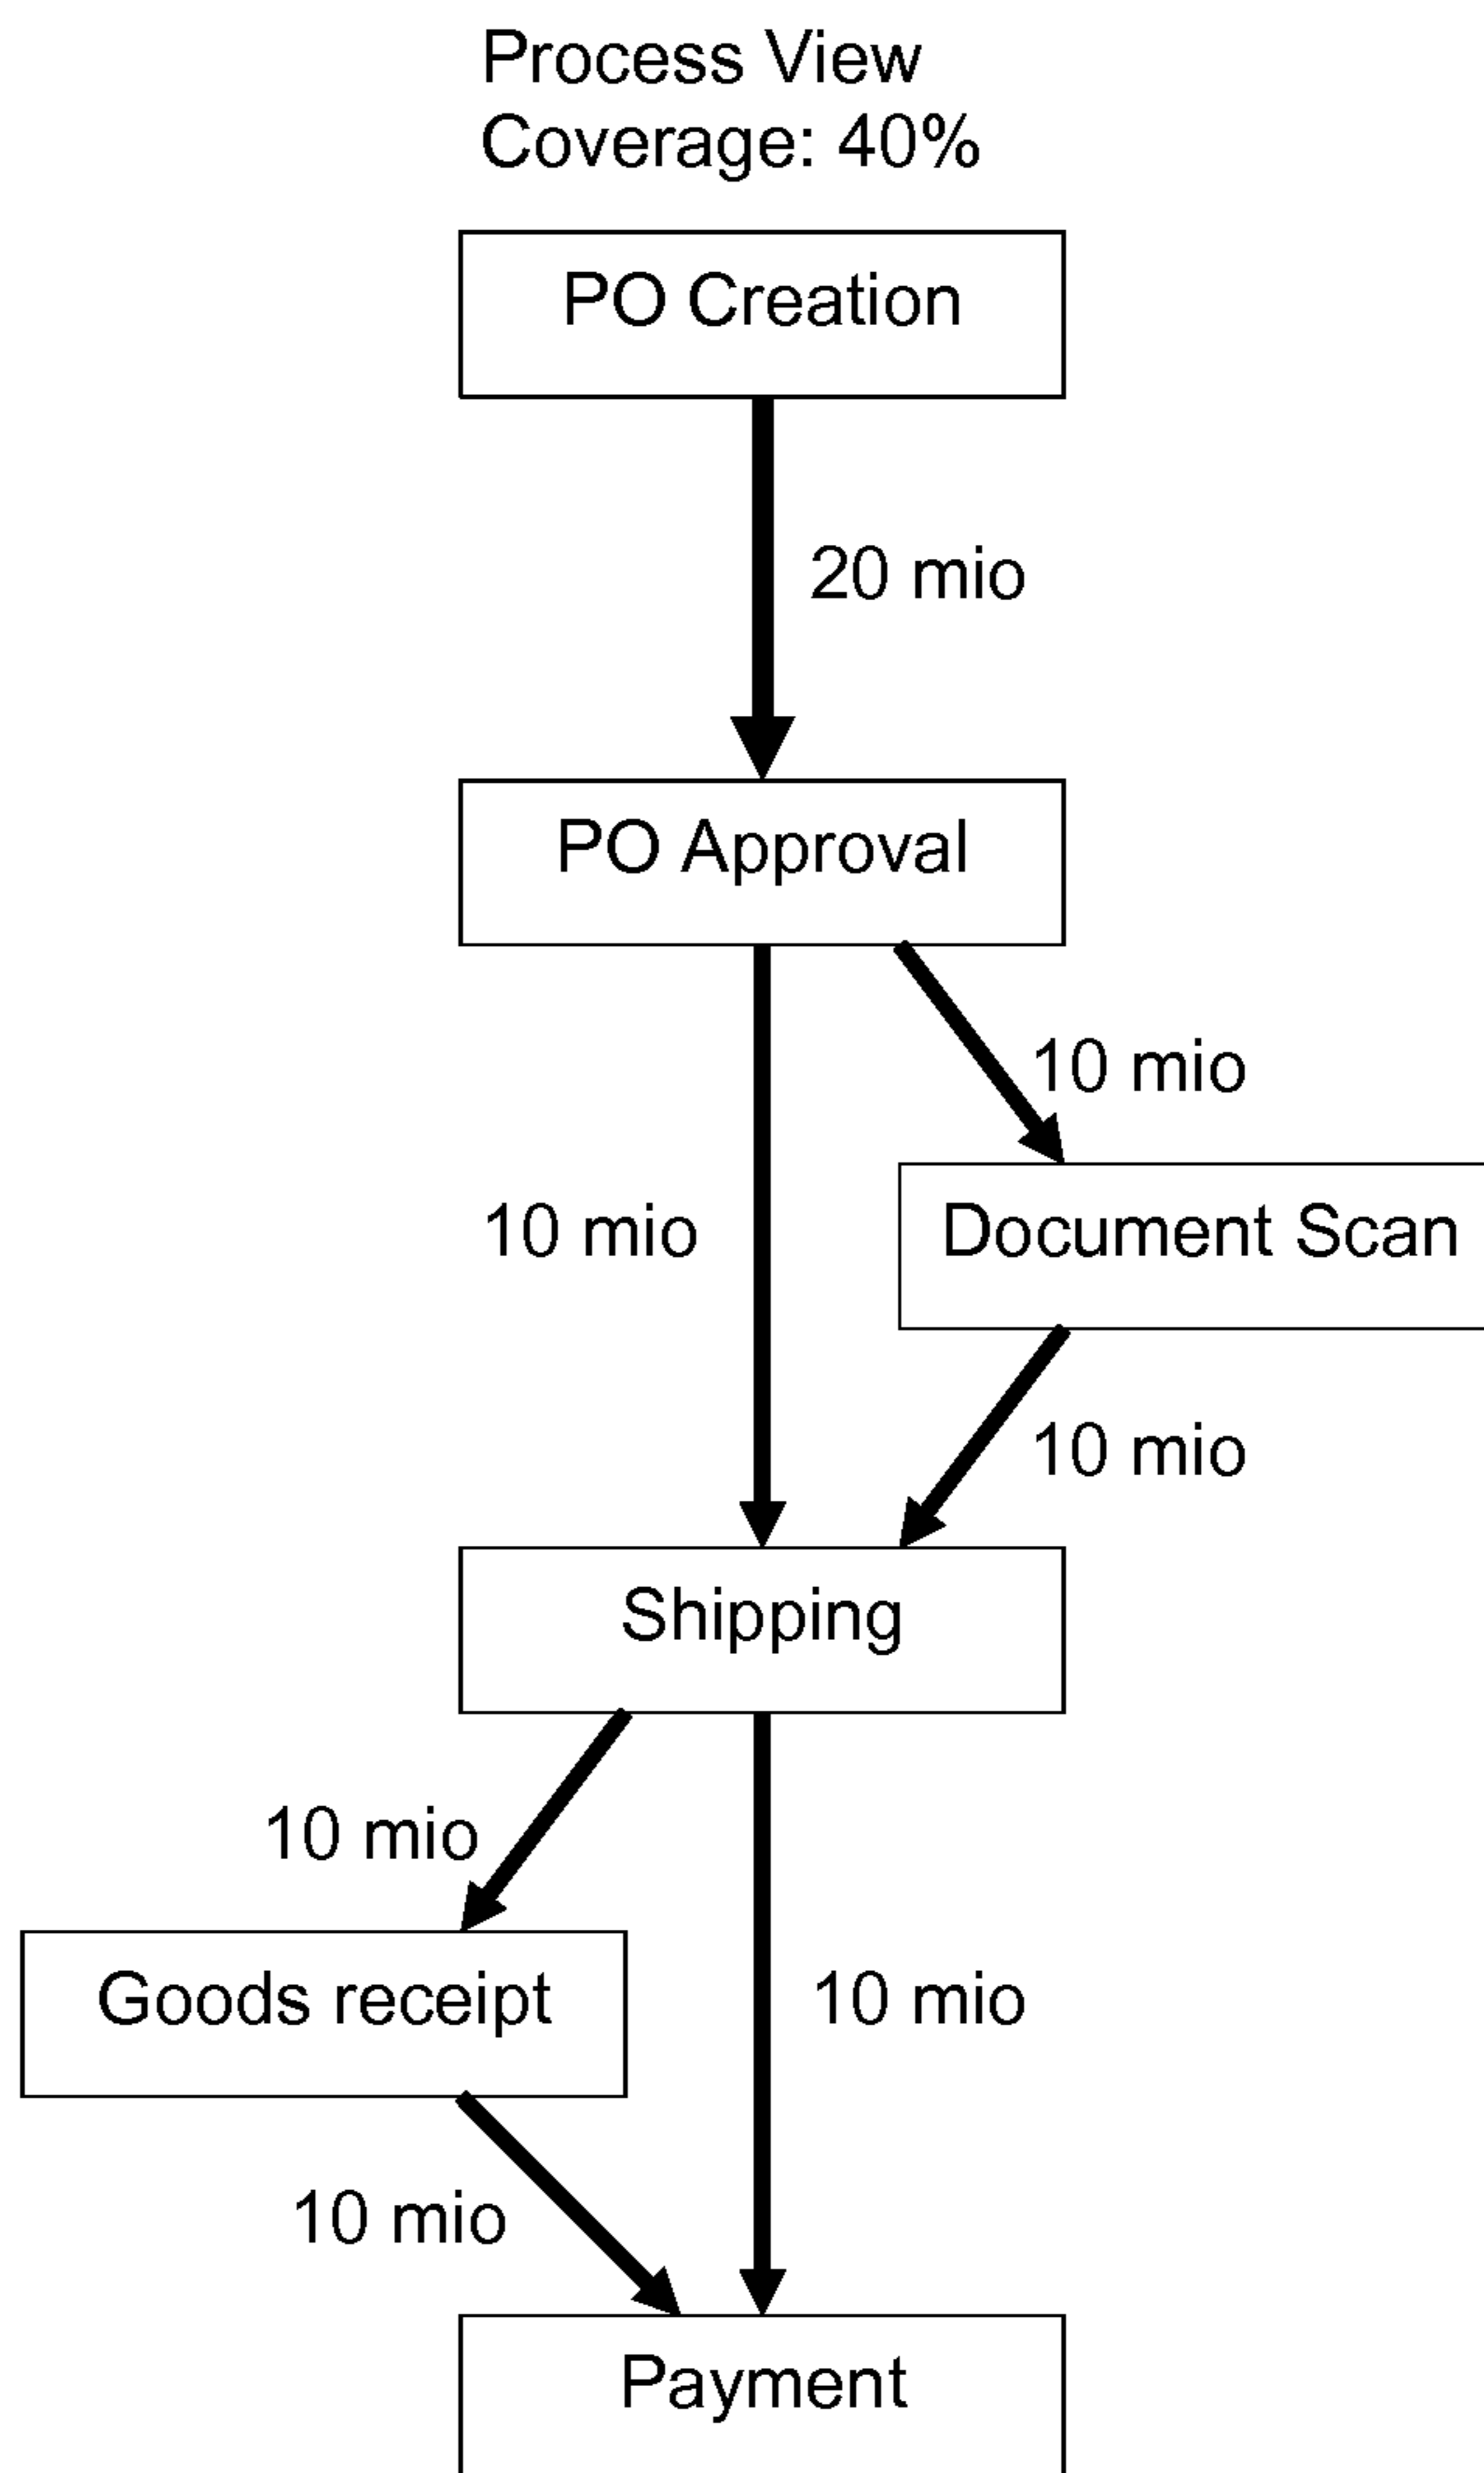 Process View
Coverage: 40%
PO Creation
20 mio
PO Approval
10 mio
10 mio
Document Scan
10 mio
Shipping
10 mio
Goods receipt
10 mio
10 mio
Payment